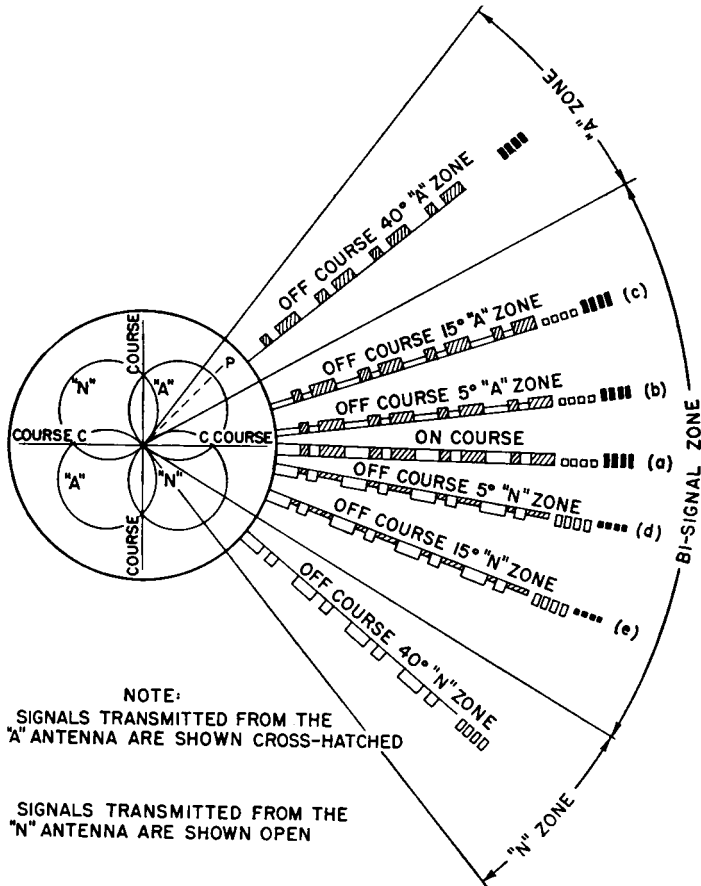 "A" ZONE
OFF COURSE 40° "A" ZONE
OFF COURSE 15° "A" ZONE
(c)
OFF COURSE 5° "A" ZONE
(b)
ON COURSE
(a)
OFF COURSE 5° "N" ZONE
(d)
OFF COURSE 15° "N" ZONE
(e)
OFF COURSE 40° "N" ZONE
BI-SIGNAL ZONE
"N" ZONE
P
COURSE
"N"
"A"
COURSE C
C COURSE
"A"
"N"
COURSE
NOTE:
SIGNALS TRANSMITTED FROM THE
"A" ANTENNA ARE SHOWN CROSS-HATCHED
SIGNALS TRANSMITTED FROM THE
"N" ANTENNA ARE SHOWN OPEN